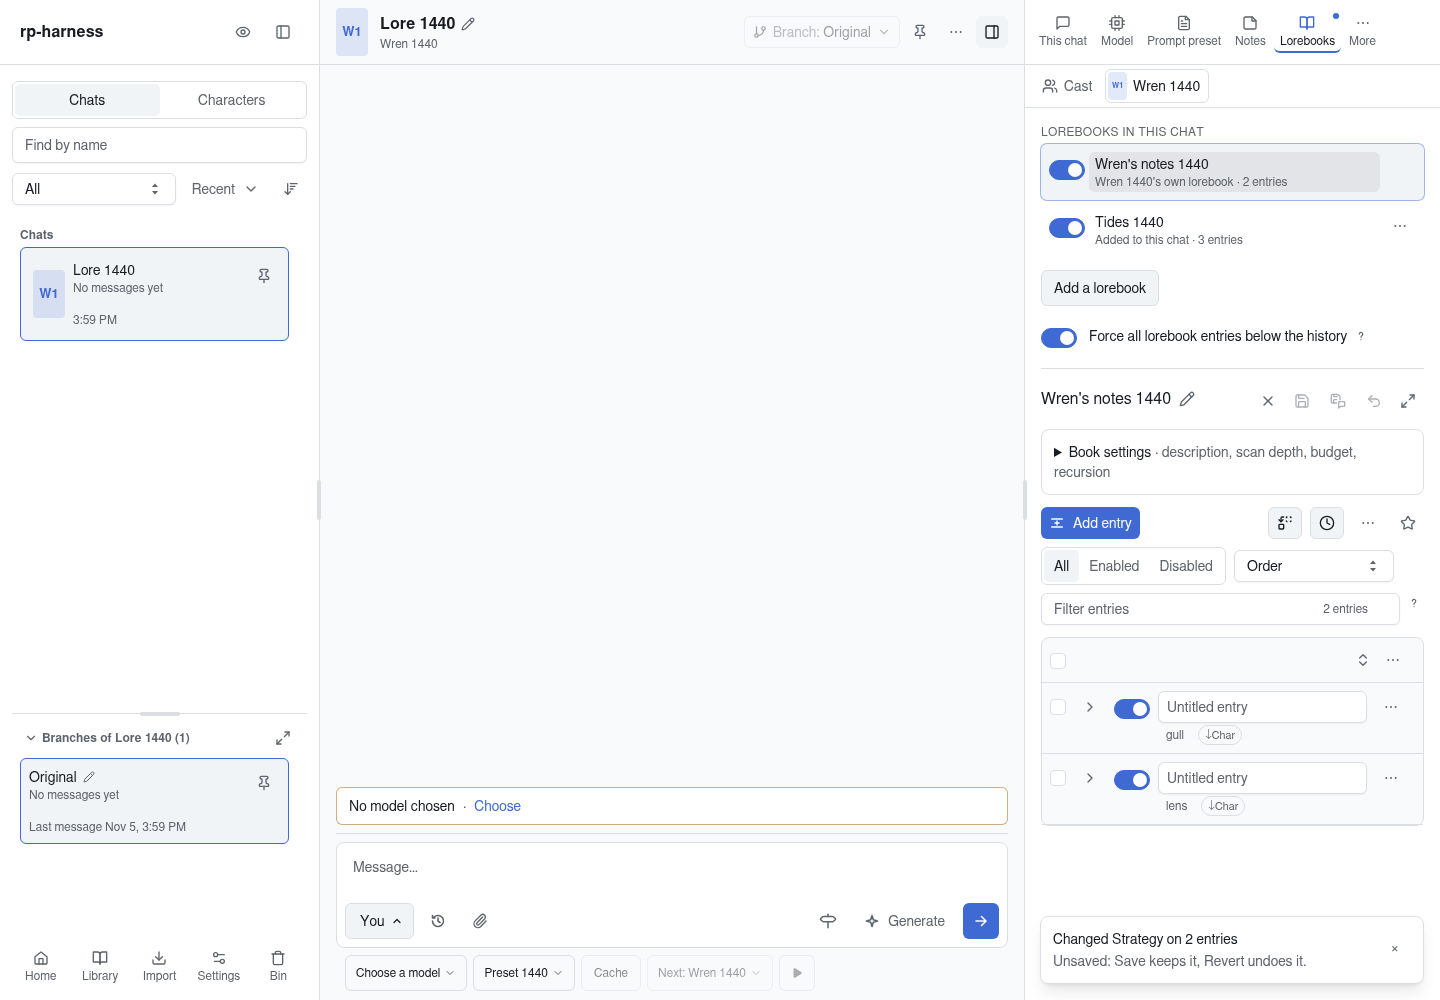 rp-harness
Chats
Characters
Find by name
All
Recent
Chats
W1
Lore 1440
No messages yet
3:59 PM
Branches of Lore 1440 (1)
Original
No messages yet
Last message Nov 5, 3:59 PM
Home
Library
Import
Settings
Bin
W1
Lore 1440
Wren 1440
Branch: Original
No model chosen · Choose
Message...
You
Generate
Choose a model
Preset 1440
Cache
Next: Wren 1440
This chat
Model
Prompt preset
Notes
Lorebooks
More
Cast
W1
Wren 1440
LOREBOOKS IN THIS CHAT
Wren's notes 1440
Wren 1440's own lorebook · 2 entries
Tides 1440
Added to this chat · 3 entries
Add a lorebook
Force all lorebook entries below the history ?
Wren's notes 1440
Book settings · description, scan depth, budget,
recursion
Add entry
All
Enabled
Disabled
Order
Filter entries
2 entries
?
Untitled entry
gull
↓Char
Untitled entry
lens
↓Char
Changed Strategy on 2 entries
Unsaved: Save keeps it, Revert undoes it.